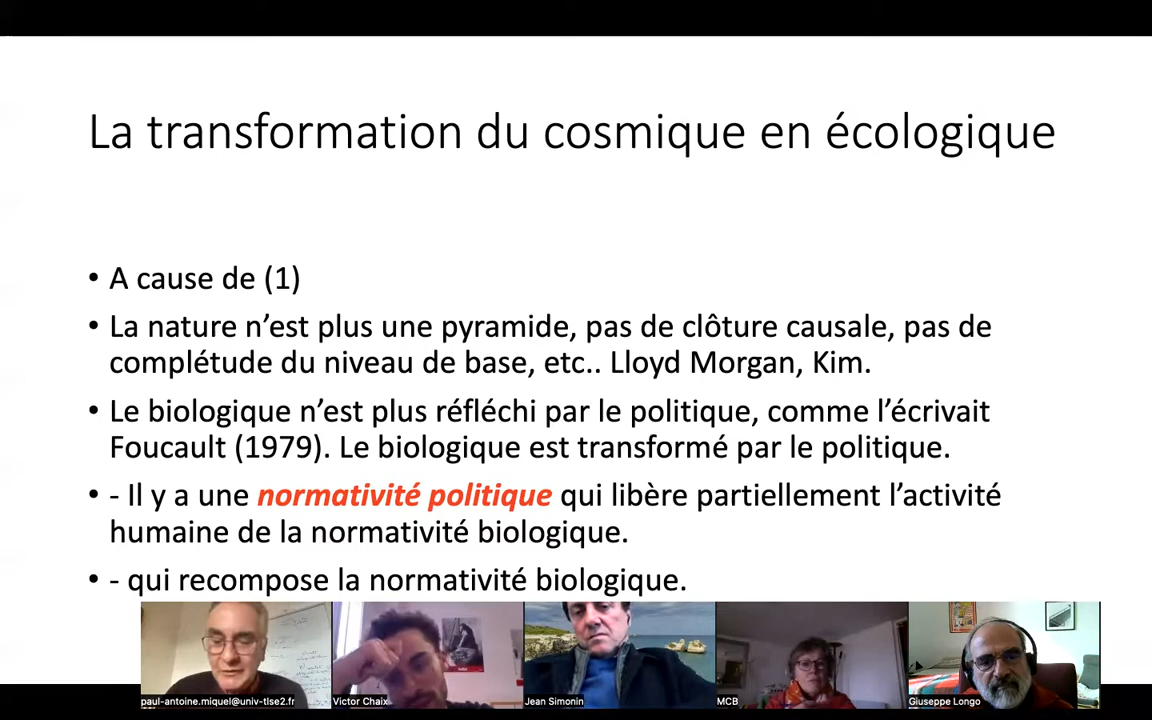 La transformation du cosmique en écologique
• A cause de (1)
• La nature n’est plus une pyramide, pas de clôture causale, pas de
complétude du niveau de base, etc.. Lloyd Morgan, Kim.
• Le biologique n’est plus réfléchi par le politique, comme l’écrivait
Foucault (1979). Le biologique est transformé par le politique.
• - Il y a une normativité politique qui libère partiellement l’activité
humaine de la normativité biologique.
• - qui recompose la normativité biologique.
paul-antoine.miquel@univ-tlse2.fr
Victor Chaix
Jean Simonin
MCB
Giuseppe Longo